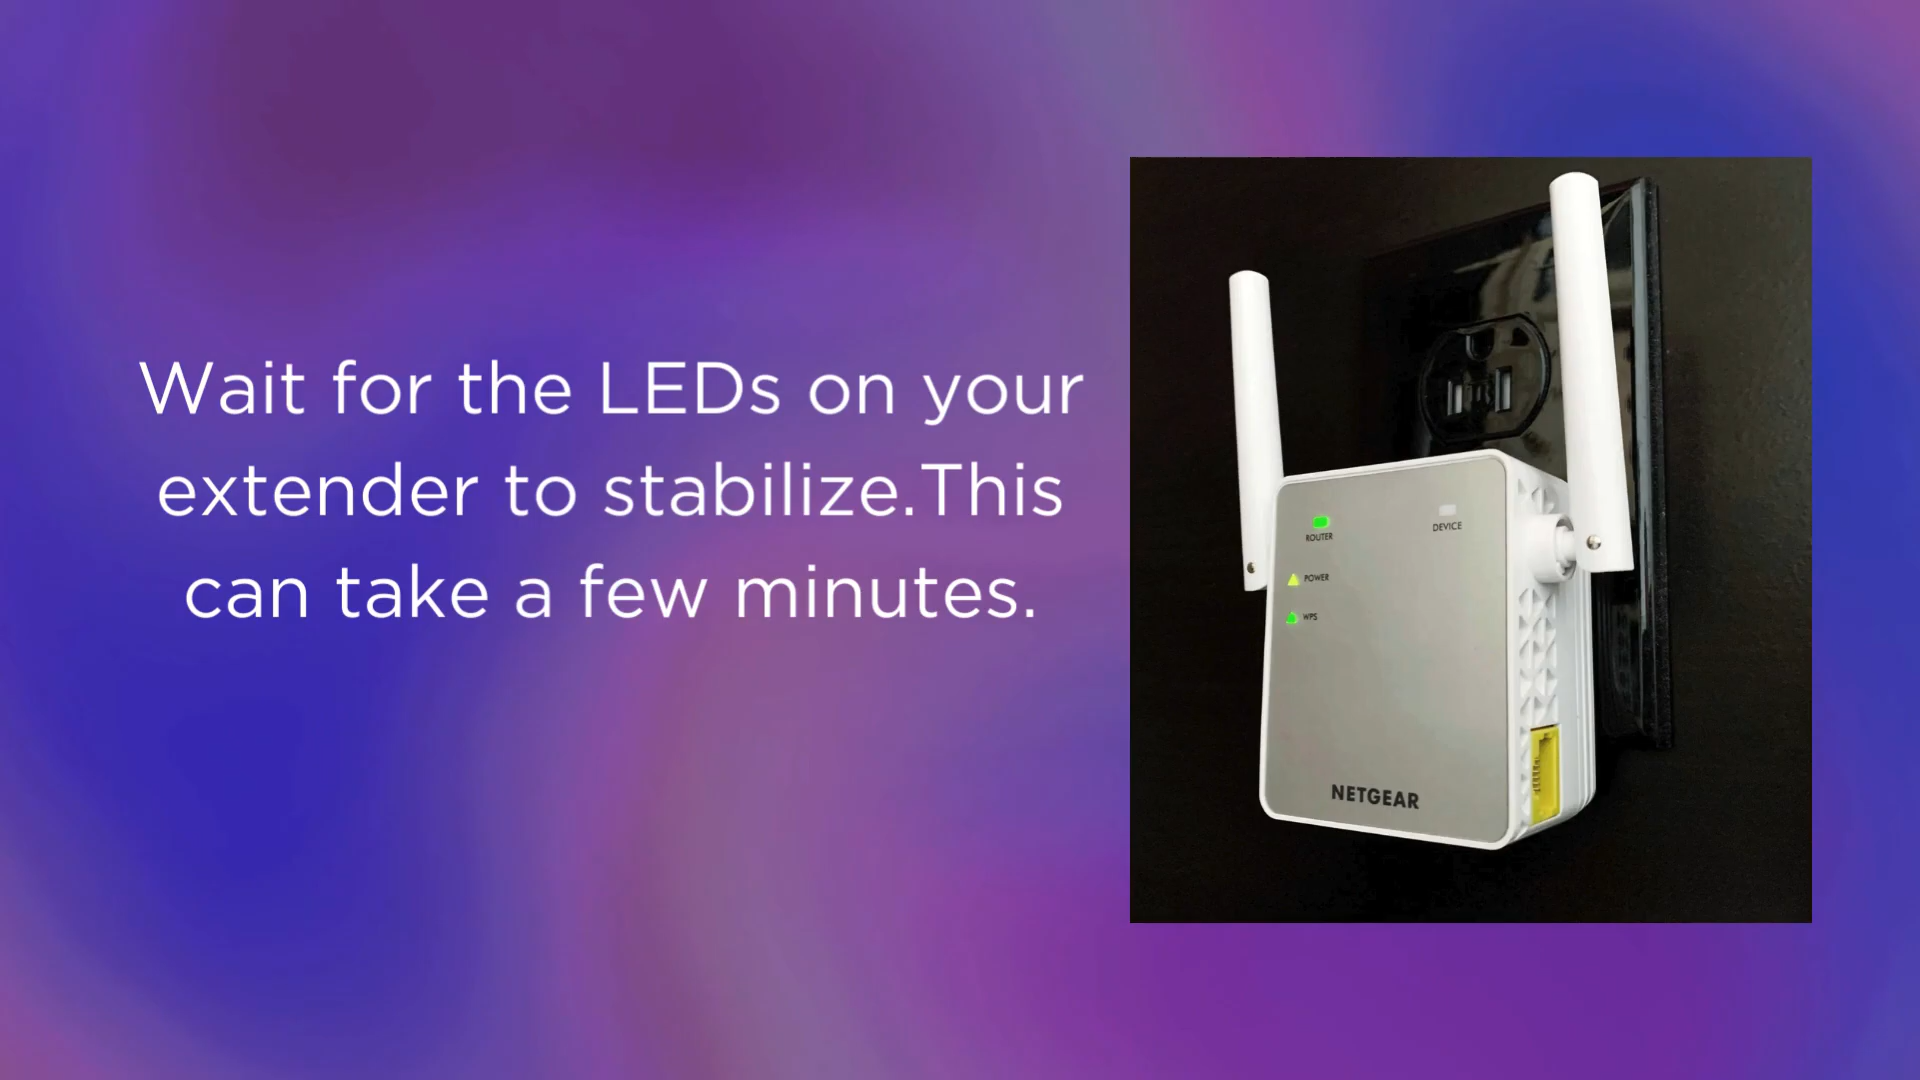 Wait for the LEDs on your
extender to stabilize.This
can take a few minutes.
ROUTER
DEVICE
POWER
WPS
NETGEAR